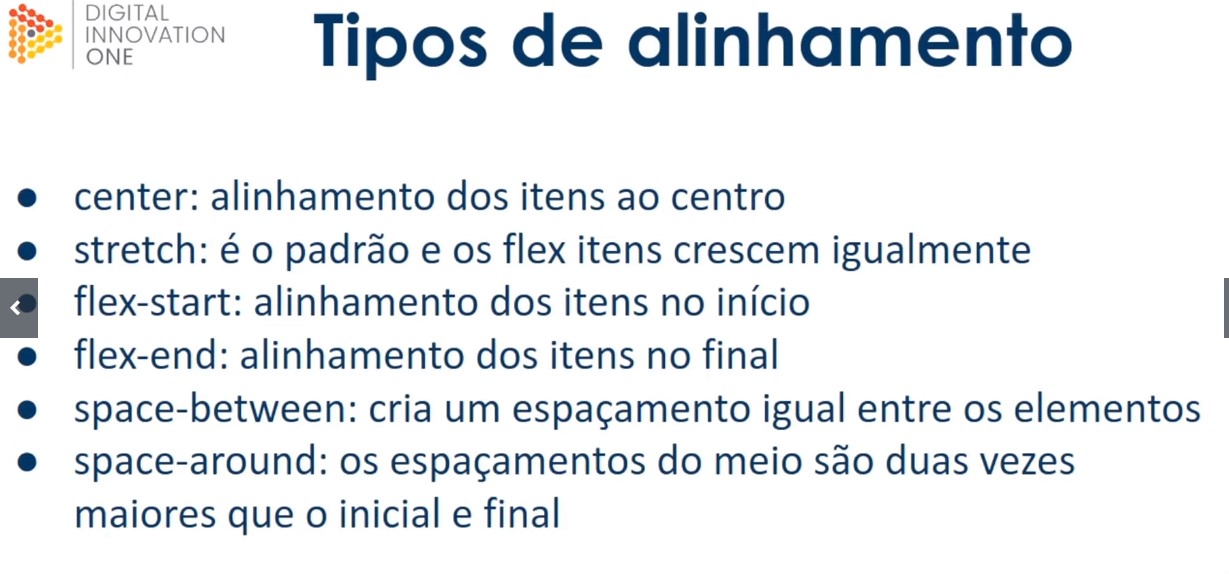 DIGITAL
INNOVATION
ONE
Tipos de alinhamento
● center: alinhamento dos itens ao centro
● stretch: é o padrão e os flex itens crescem igualmente
● flex-start: alinhamento dos itens no início
● flex-end: alinhamento dos itens no final
● space-between: cria um espaçamento igual entre os elementos
● space-around: os espaçamentos do meio são duas vezes
maiores que o inicial e final